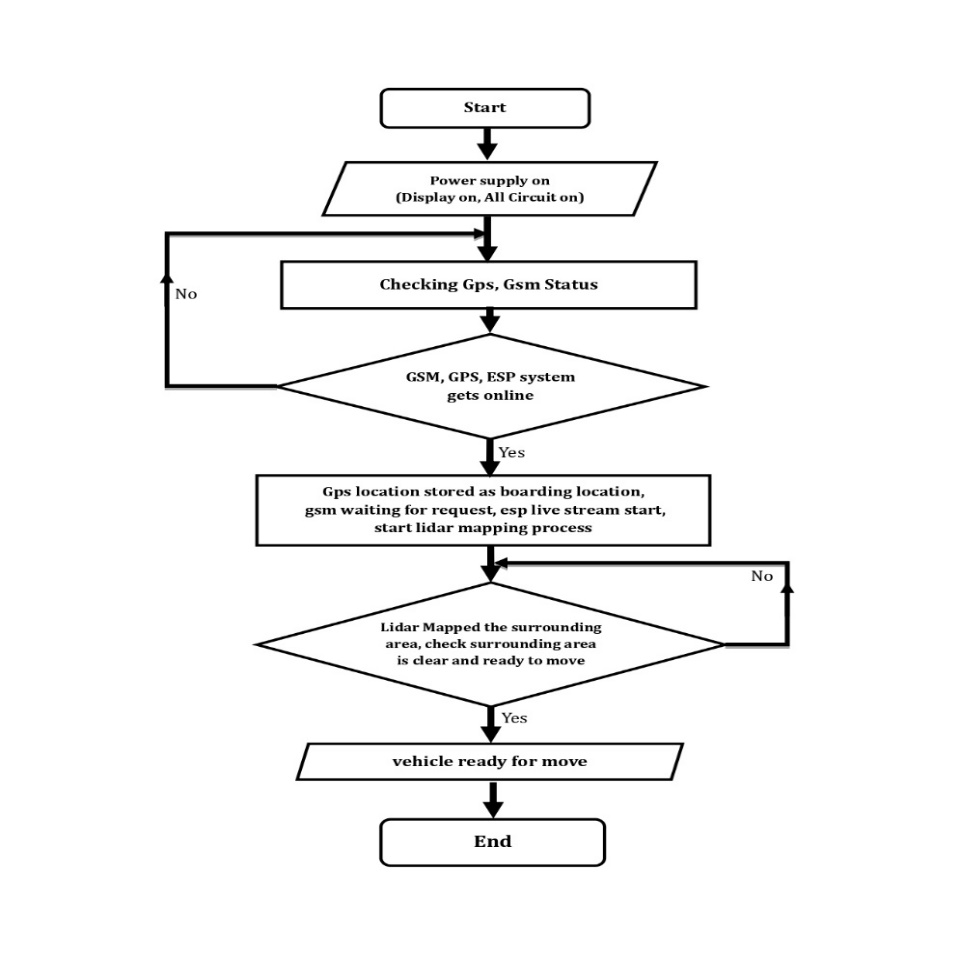 Start
Power supply on
(Display on, All Circuit on)
Checking Gps, Gsm Status
No
GSM, GPS, ESP system
gets online
Yes
Gps location stored as boarding location,
gsm waiting for request, esp live stream start,
start lidar mapping process
No
Lidar Mapped the surrounding
area, check surrounding area
is clear and ready to move
Yes
vehicle ready for move
End